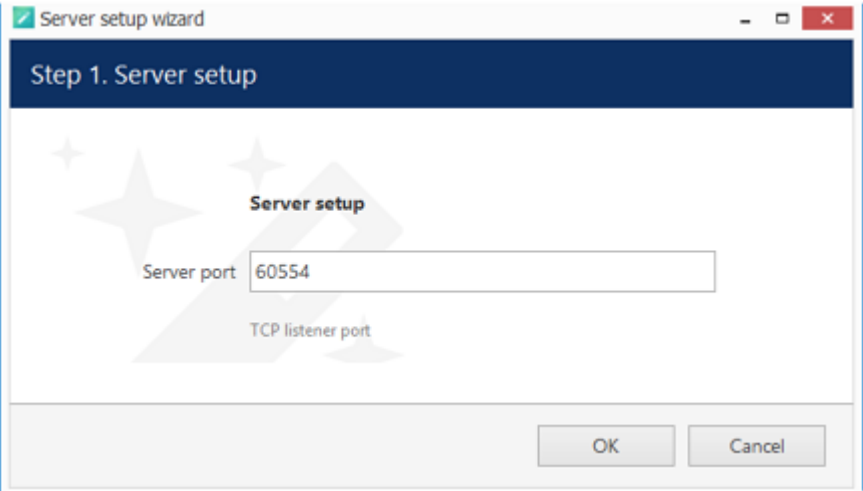 Server setup wizard
Step 1. Server setup
Server setup
Server port 60554
TCP listener port
OK Cancel